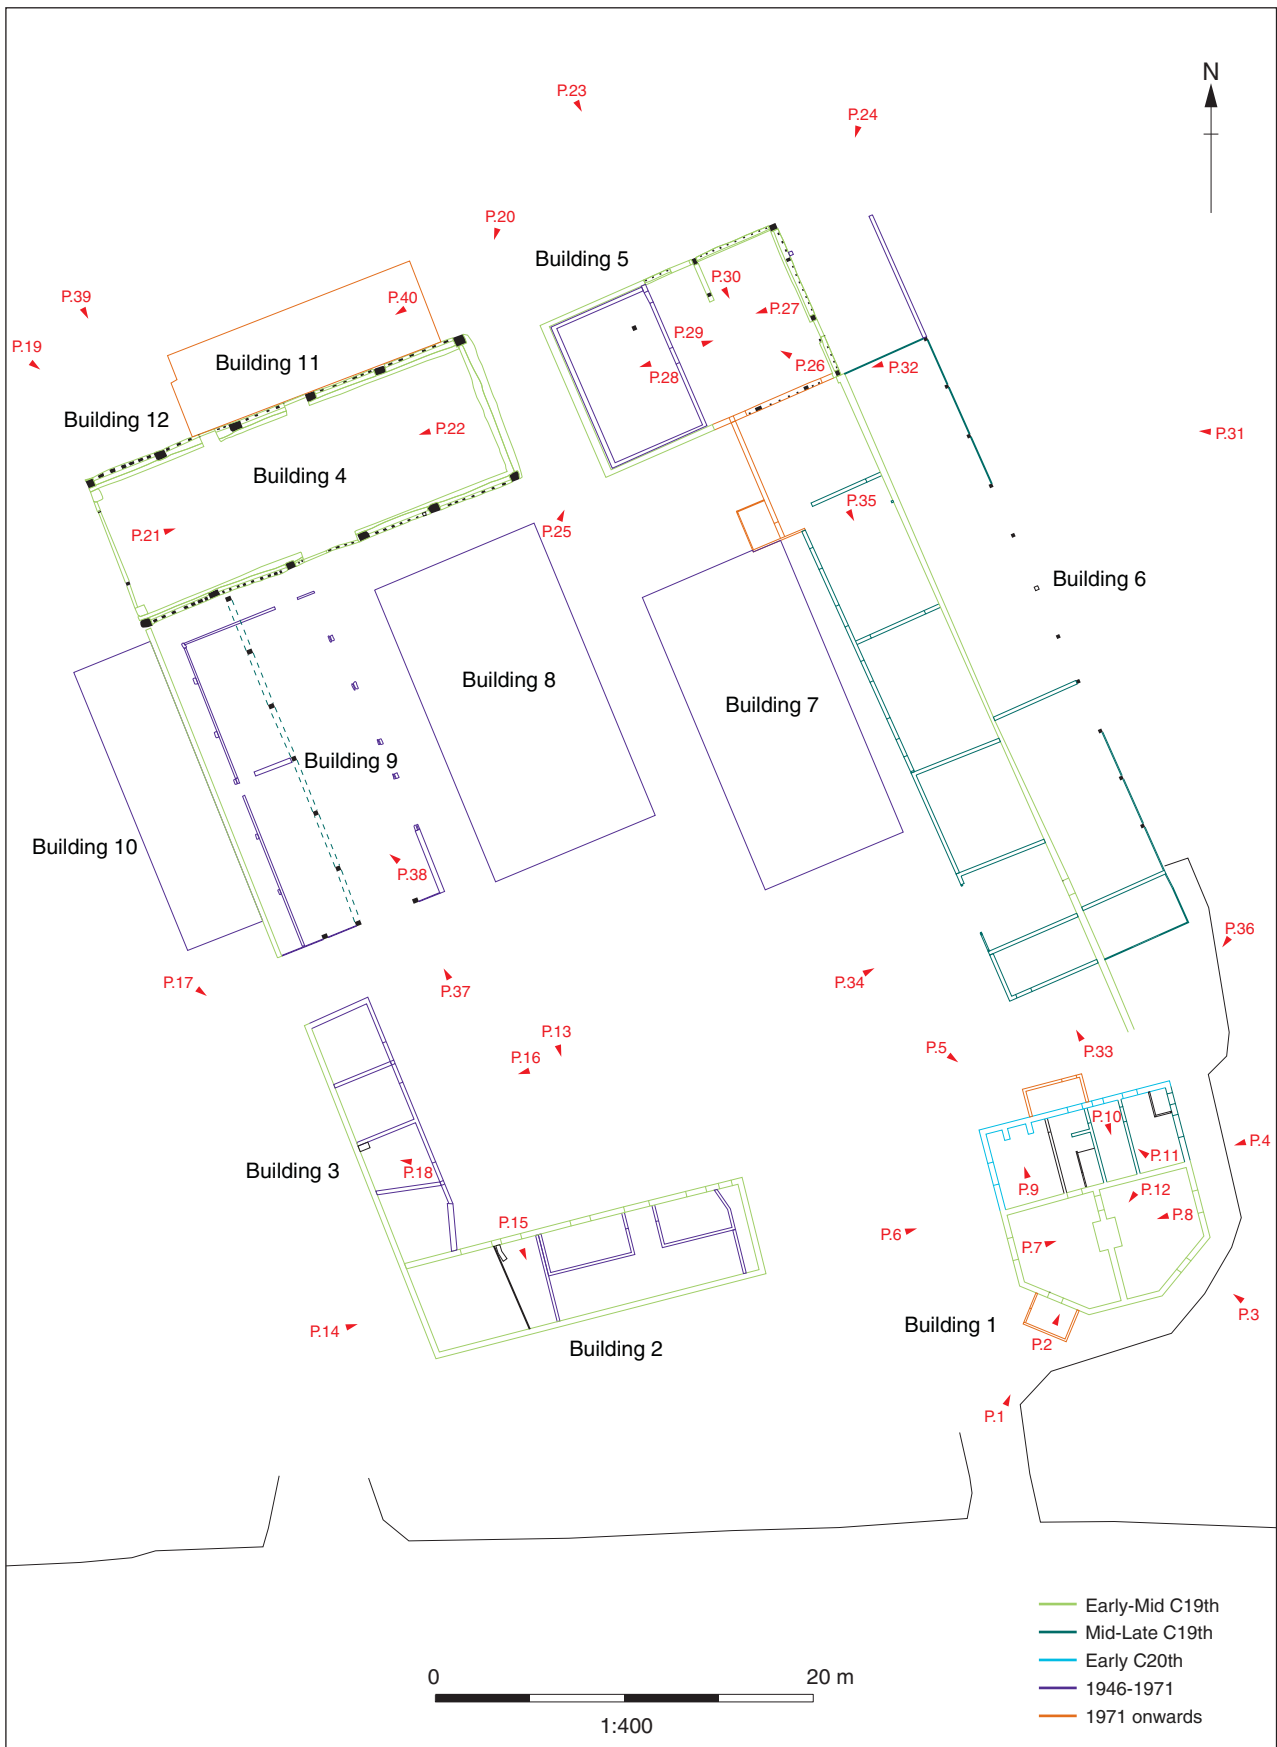 N
P.23
P.24
P.20
Building 5
P.39
P.40
P.30
P.27
P.19
Building 11
P.29
P.26
P.32
P.28
Building 12
P.22
P.31
Building 4
P.35
P.21
P.25
Building 6
Building 8
Building 7
Building 9
Building 10
P.38
P.36
P.17
P.37
P.34
P.13
P.16
P.5
P.33
P.10
P.4
P.11
Building 3
P.18
P.9
P.12
P.15
P.8
P.6
P.7
P.3
P.14
Building 1
P.2
Building 2
P.1
Early-Mid C19th
Mid-Late C19th
Early C20th
1946-1971
1971 onwards
0 20 m
1:400